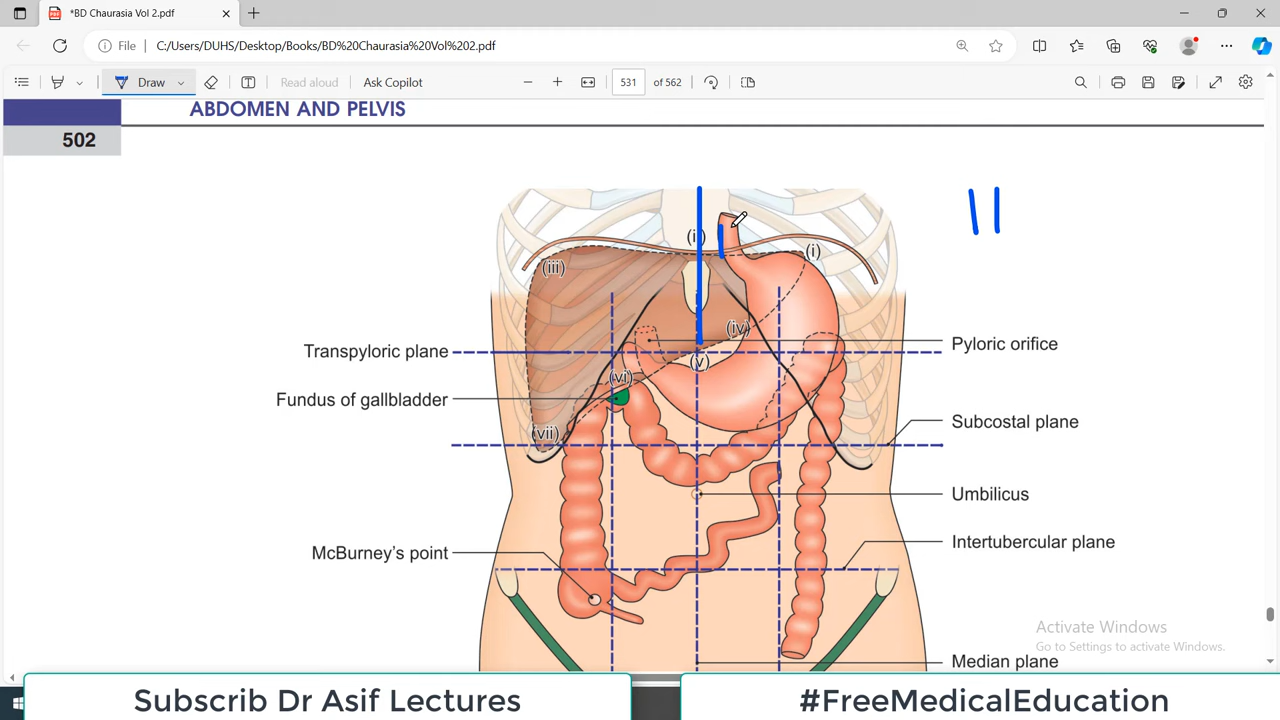 *BD Chaurasia Vol 2.pdf
File C:/Users/DUHS/Desktop/Books/BD%20Chaurasia%20Vol%202.pdf
Draw Read aloud Ask Copilot 531 of 562
ABDOMEN AND PELVIS
502
11
(ii)
(i)
(iii)
(iv)
Transpyloric plane
Pyloric orifice
(v)
(vi)
Fundus of gallbladder
Subcostal plane
(vii)
Umbilicus
McBurney's point
Intertubercular plane
Activate Windows
Go to Settings to activate Windows.
Median plane
Subscrib Dr Asif Lectures
#FreeMedicalEducation